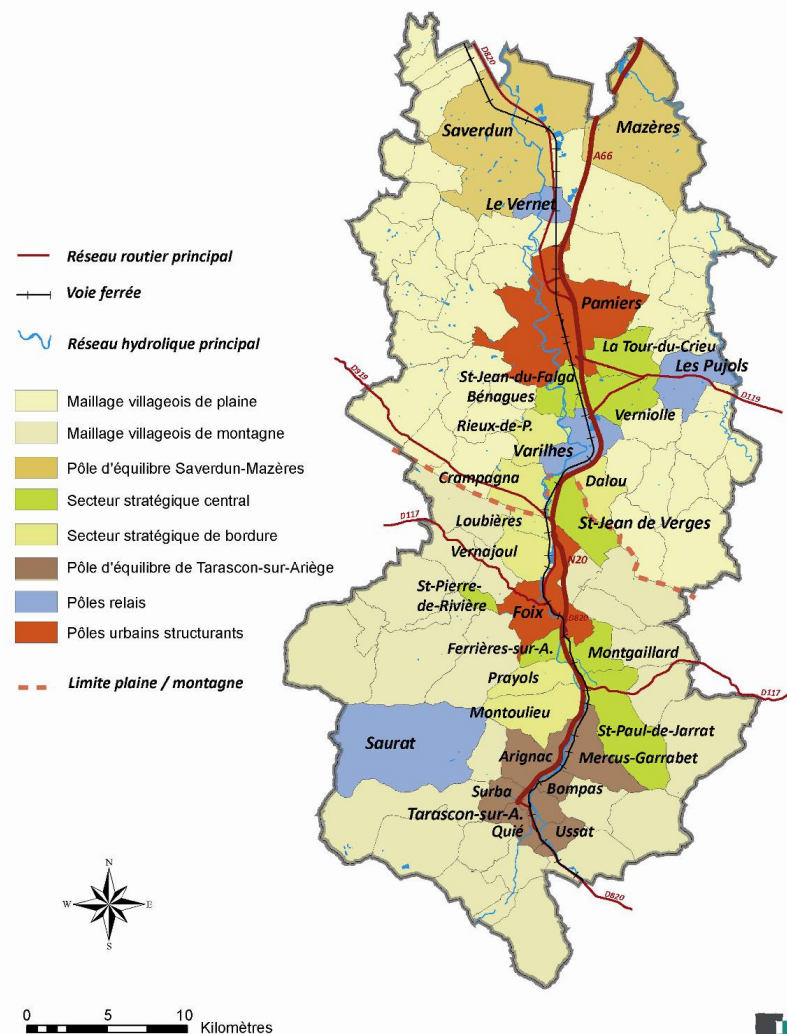 D820
Saverdun
Mazères
A66
Le Vernet
Réseau routier principal
Voie ferrée
Réseau hydrolique principal
Pamiers
La Tour-du-Crieu
Les Pujols
D919
St-Jean-du-Falga
Bénagues
D119
Verniolle
Rieux-de-P.
Varilhes
Maillage villageois de plaine
Maillage villageois de montagne
Pôle d'équilibre Saverdun-Mazères
Secteur stratégique central
Secteur stratégique de bordure
Pôle d'équilibre de Tarascon-sur-Ariège
Pôles relais
Pôles urbains structurants
Limite plaine / montagne
Crampagna
Dalou
D117
Loubières
St-Jean de Verges
Vernajoul
N20
St-Pierre-
de-Rivière
Foix
D820
Ferrières-sur-A.
Montgaillard
Prayols
D117
Montoulieu
St-Paul-de-Jarrat
Saurat
Arignac
Mercus-Garrabet
Surba
Bompas
Tarascon-sur-A.
Quié
Ussat
D820
N
W
E
S
0 5 10
Kilomètres